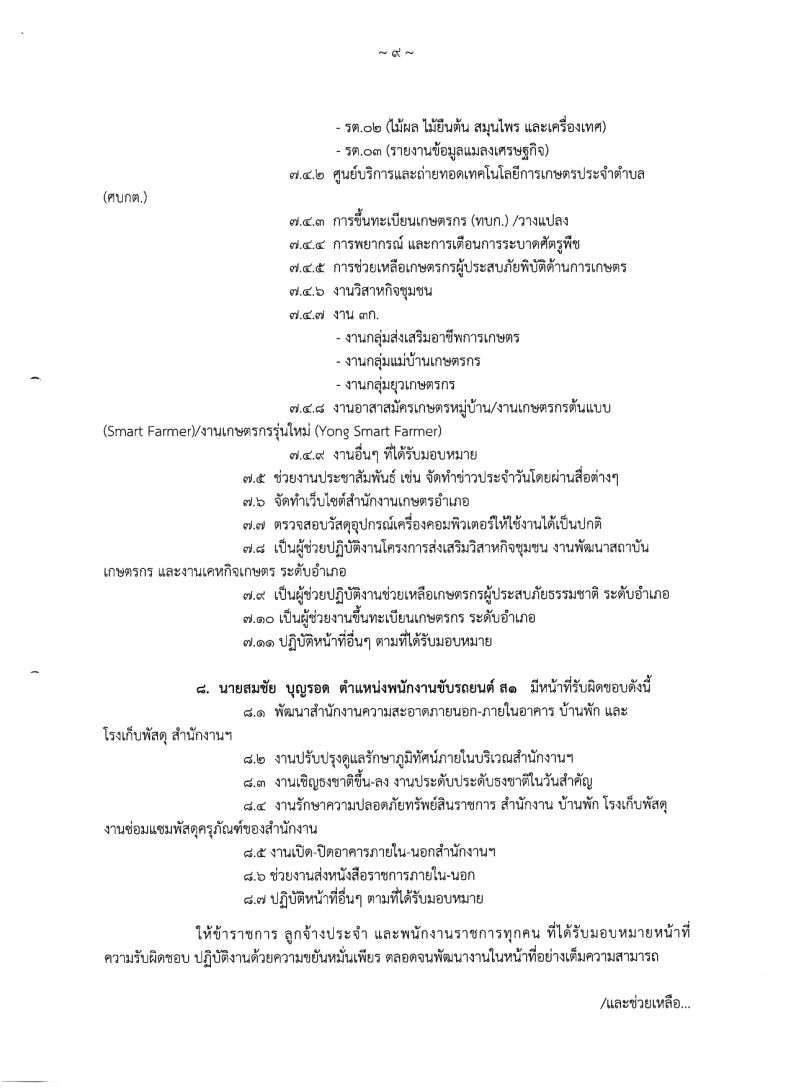 ~ ๙ ~
- รต.๐๒ (ไม้ผล ไม้ยืนต้น สมุนไพร และเครื่องเทศ)
- รต.๐๓ (รายงานข้อมูลแมลงเศรษฐกิจ)
๗.๔.๒ ศูนย์บริการและถ่ายทอดเทคโนโลยีการเกษตรประจำตำบล
(ศบกต.)
๗.๔.๓ การขึ้นทะเบียนเกษตรกร (ทบก.) /วางแปลง
๗.๔.๔ การพยากรณ์ และการเตือนการระบาดศัตรูพืช
๗.๔.๕ การช่วยเหลือเกษตรกรผู้ประสบภัยพิบัติด้านการเกษตร
๗.๔.๖ งานวิสาหกิจชุมชน
๗.๔.๗ งาน ๓ก.
- งานกลุ่มส่งเสริมอาชีพการเกษตร
- งานกลุ่มแม่บ้านเกษตรกร
- งานกลุ่มยุวเกษตรกร
๗.๔.๘ งานอาสาสมัครเกษตรหมู่บ้าน/งานเกษตรกรต้นแบบ
(Smart Farmer)/งานเกษตรกรรุ่นใหม่ (Yong Smart Farmer)
๗.๔.๙ งานอื่นๆ ที่ได้รับมอบหมาย
๗.๕ ช่วยงานประชาสัมพันธ์ เช่น จัดทำข่าวประจำวันโดยผ่านสื่อต่างๆ
๗.๖ จัดทำเว็บไซต์สำนักงานเกษตรอำเภอ
๗.๗ ตรวจสอบวัสดุอุปกรณ์เครื่องคอมพิวเตอร์ให้ใช้งานได้เป็นปกติ
๗.๘ เป็นผู้ช่วยปฏิบัติงานโครงการส่งเสริมวิสาหกิจชุมชน งานพัฒนาสถาบัน
เกษตรกร และงานเคหกิจเกษตร ระดับอำเภอ
๗.๙ เป็นผู้ช่วยปฏิบัติงานช่วยเหลือเกษตรกรผู้ประสบภัยธรรมชาติ ระดับอำเภอ
๗.๑๐ เป็นผู้ช่วยงานขึ้นทะเบียนเกษตรกร ระดับอำเภอ
๗.๑๑ ปฏิบัติหน้าที่อื่นๆ ตามที่ได้รับมอบหมาย
๘. นายสมชัย บุญรอด ตำแหน่งพนักงานขับรถยนต์ ส๑ มีหน้าที่รับผิดชอบดังนี้
๘.๑ พัฒนาสำนักงานความสะอาดภายนอก-ภายในอาคาร บ้านพัก และ
โรงเก็บพัสดุ สำนักงานฯ
๘.๒ งานปรับปรุงดูแลรักษาภูมิทัศน์ภายในบริเวณสำนักงานฯ
๘.๓ งานเชิญธงชาติขึ้น-ลง งานประดับประดับธงชาติในวันสำคัญ
๘.๔ งานรักษาความปลอดภัยทรัพย์สินราชการ สำนักงาน บ้านพัก โรงเก็บพัสดุ
งานซ่อมแซมพัสดุครุภัณฑ์ของสำนักงาน
๘.๕ งานเปิด-ปิดอาคารภายใน-นอกสำนักงานฯ
๘.๖ ช่วยงานส่งหนังสือราชการภายใน-นอก
๘.๗ ปฏิบัติหน้าที่อื่นๆ ตามที่ได้รับมอบหมาย
ให้ข้าราชการ ลูกจ้างประจำ และพนักงานราชการทุกคน ที่ได้รับมอบหมายหน้าที่
ความรับผิดชอบ ปฏิบัติงานด้วยความขยันหมั่นเพียร ตลอดจนพัฒนางานในหน้าที่อย่างเต็มความสามารถ
/และช่วยเหลือ...